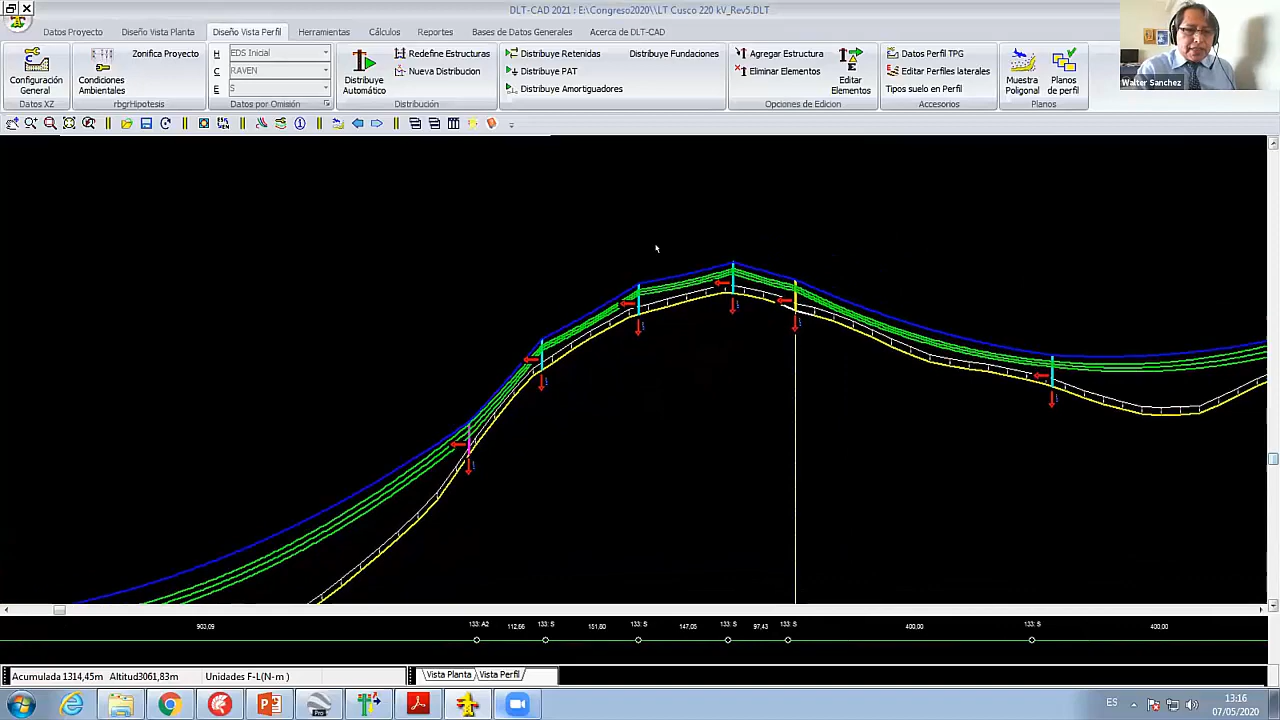 DLT-CAD 2021 : E:\Congreso2020\\LT Cusco 220 kV_Rev5.DLT
Datos Proyecto Diseño Vista Planta Diseño Vista Perfil Herramientas Cálculos Reportes Bases de Datos Generales Acerca de DLT-CAD
Configuración General
Datos XZ
Zonifica Proyecto
Condiciones Ambientales
rbgrHipotesis
H EDS Inicial
C RAVEN
E S
Datos por Omisión
Distribuye Automático
Redefine Estruros
Nueva Distribucion
Distribución
Distribuye Retenidas
Distribuye PAT
Distribuye Amortiguadores
Distribuye Fundaciones
Agregar Estructura
Eliminar Elementos
Editar Elementos
Opciones de Edicion
Datos Perfil TPG
Editar Perfiles laterales
Tipos suelo en Perfil
Accesorios
Muestra Poligonal
Planos de perfil
Planos
Walter Sanchez
903,09 133: A2 112,66 133: S 151,80 133: S 147,05 133: S 97,43 133: S 400,00 133: S 400,00
Acumulada 1314,45m Altitud3061,83m Unidades F-L(N-m ) Vista Planta Vista Perfil
Pro
ES
13:16
07/05/2020